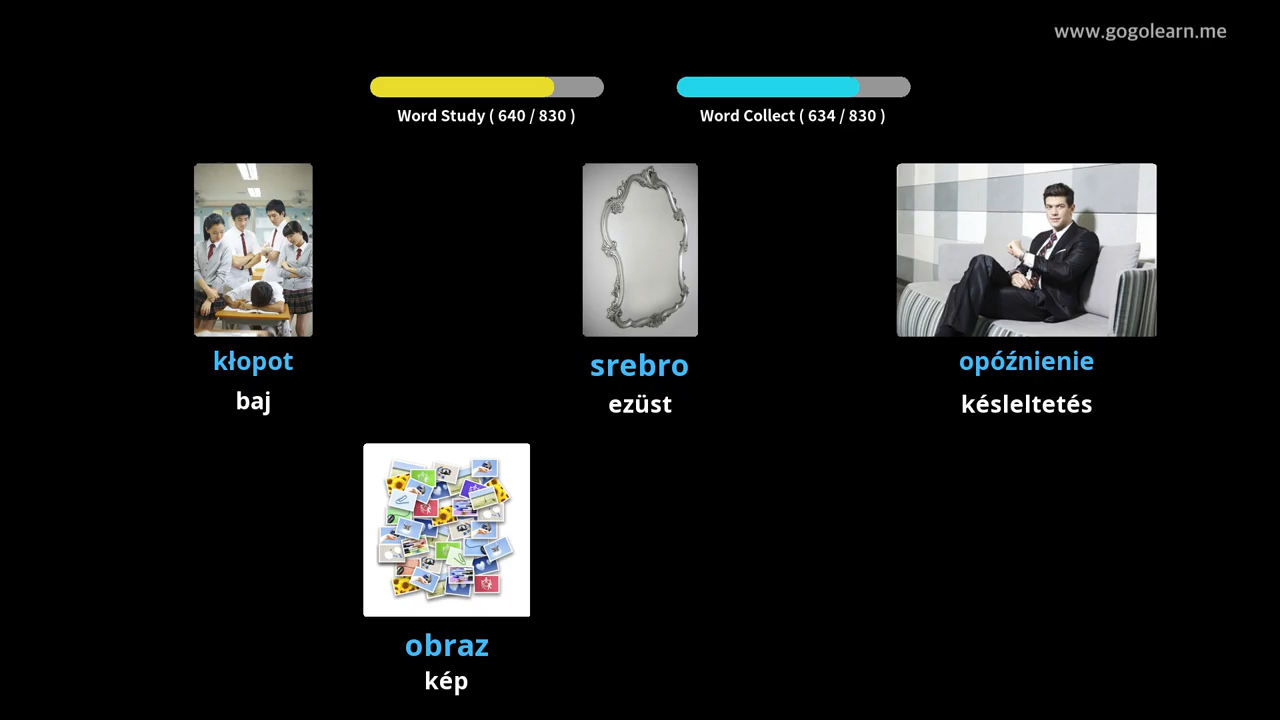 www.gogolearn.me
Word Study ( 640 / 830 )
Word Collect ( 634 / 830 )
kłopot
baj
srebro
ezüst
opóźnienie
késleltetés
obraz
kép